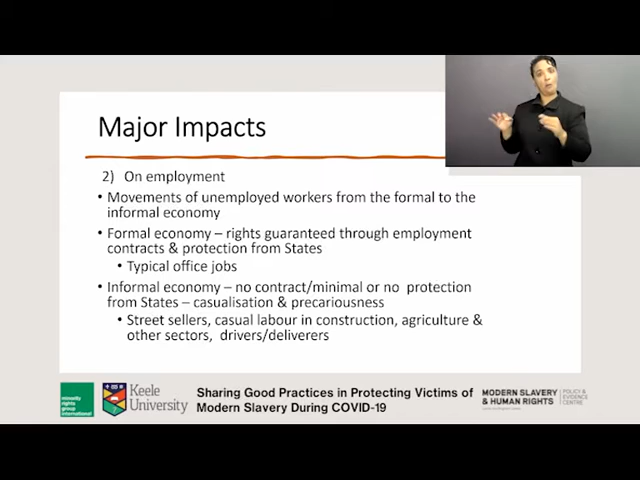 Major Impacts
2) On employment
• Movements of unemployed workers from the formal to the
informal economy
• Formal economy – rights guaranteed through employment
contracts & protection from States
• Typical office jobs
• Informal economy – no contract/minimal or no protection
from States – casualisation & precariousness
• Street sellers, casual labour in construction, agriculture &
other sectors, drivers/deliverers
minority
rights
group
international
Keele
University
Sharing Good Practices in Protecting Victims of
Modern Slavery During COVID-19
MODERN SLAVERY
& HUMAN RIGHTS
POLICY &
EVIDENCE
CENTRE